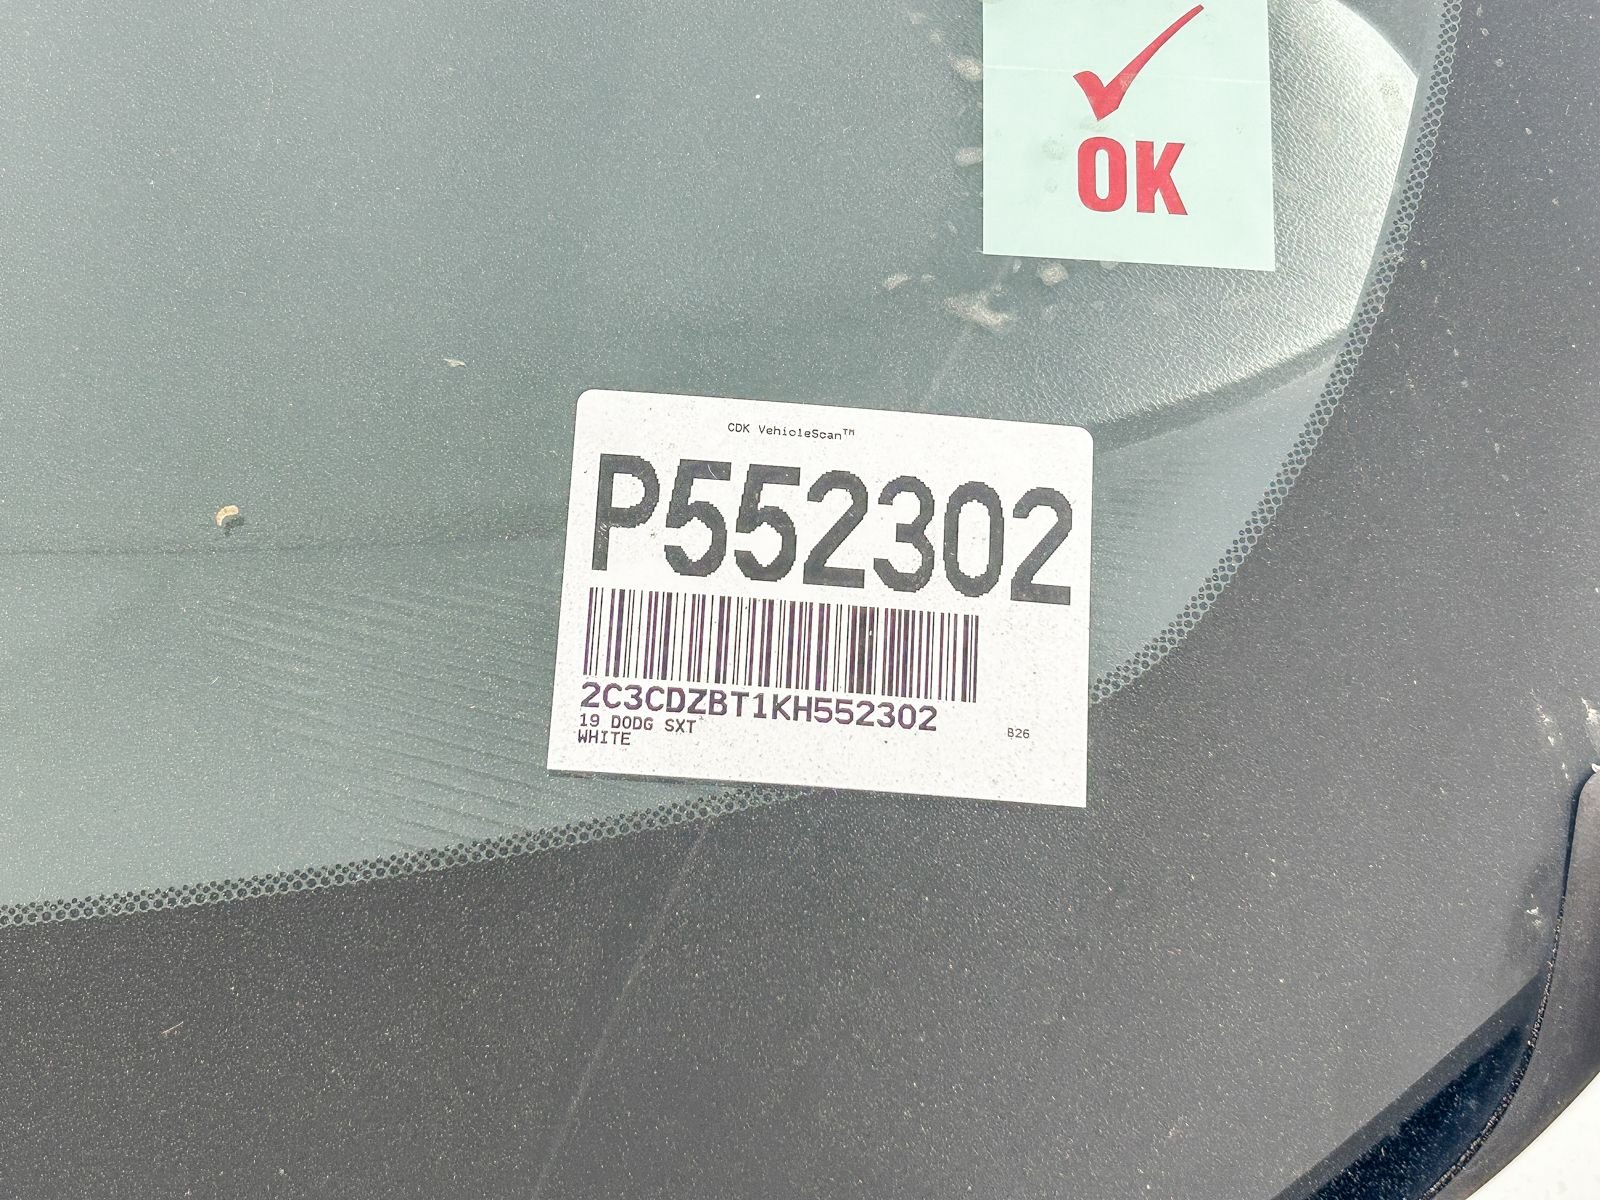 OK
CDK VehicleScan™
P552302
2C3CDZBT1KH552302
19 DODG SXT
WHITE
B26